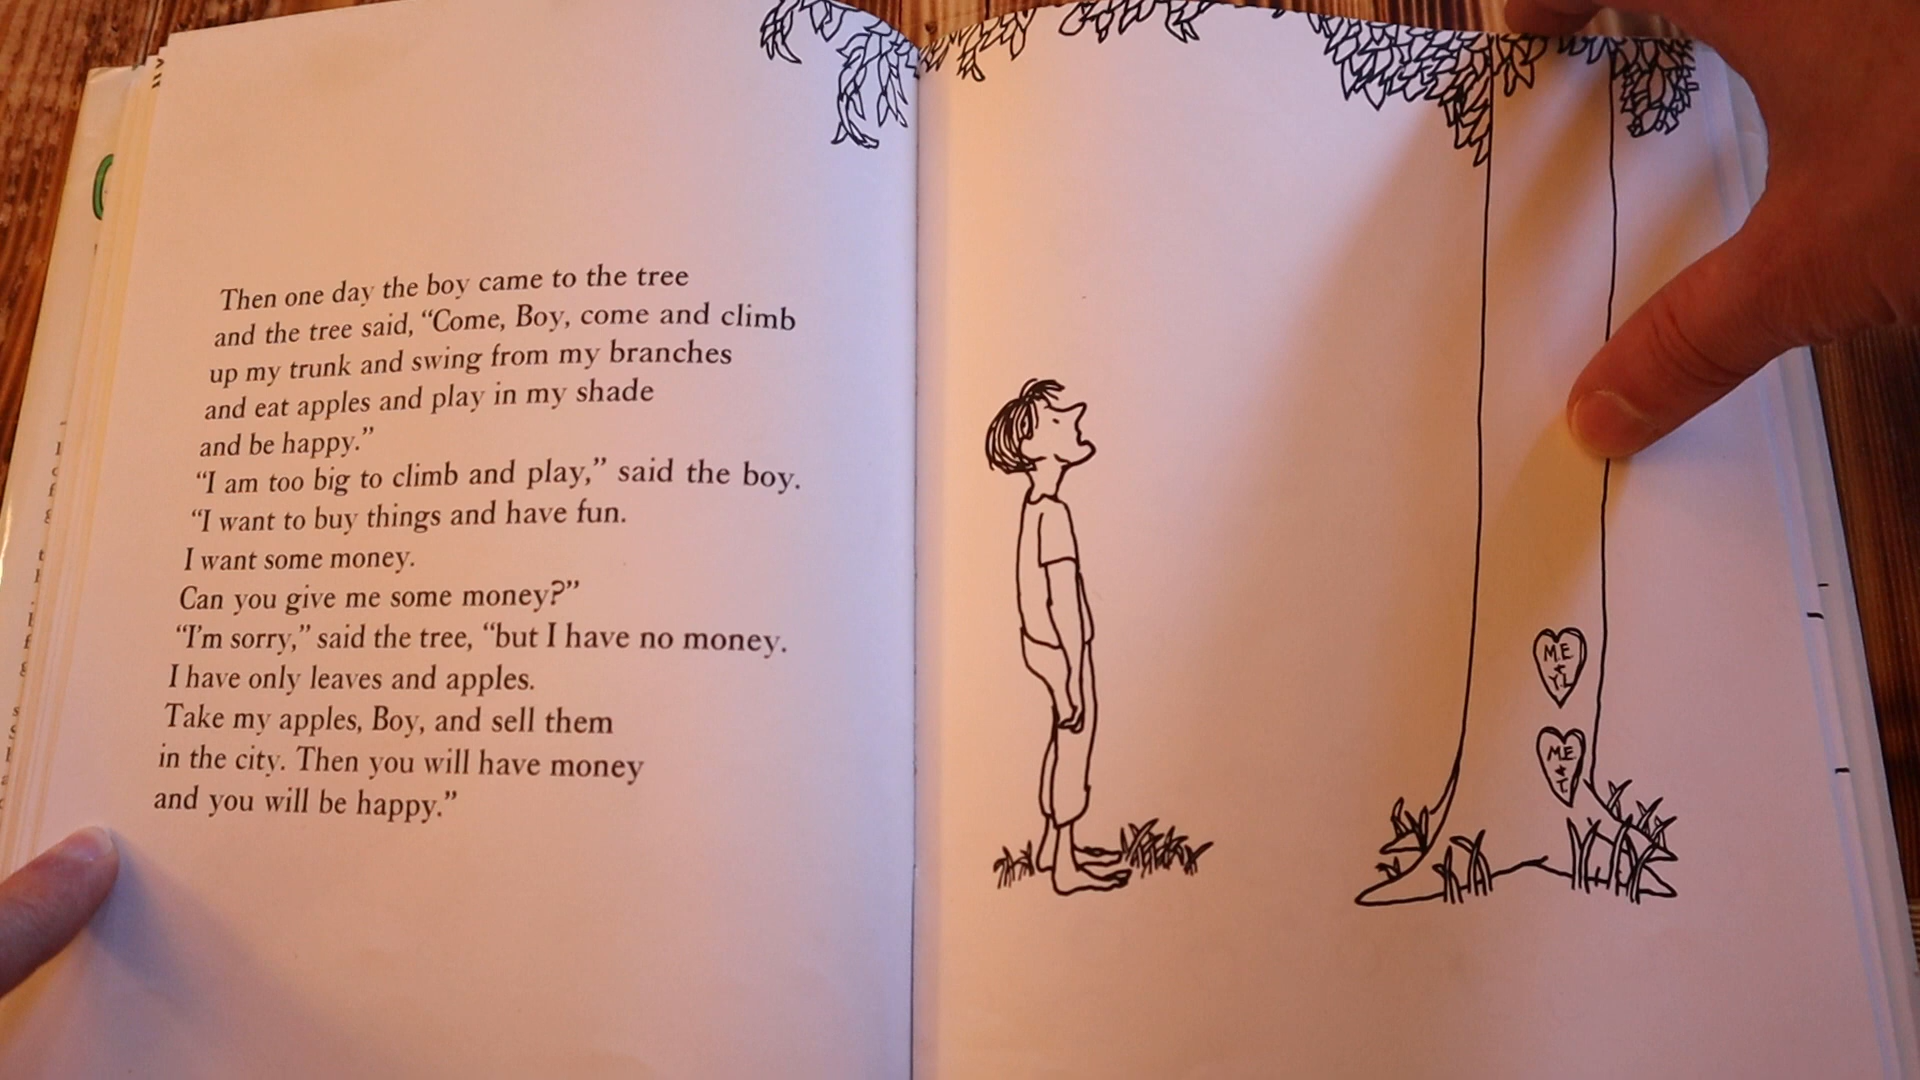 Then one day the boy came to the tree
and the tree said, “Come, Boy, come and climb
up my trunk and swing from my branches
and eat apples and play in my shade
and be happy.”
“I am too big to climb and play,” said the boy.
“I want to buy things and have fun.
I want some money.
Can you give me some money?”
“I'm sorry,” said the tree, “but I have no money.
I have only leaves and apples.
Take my apples, Boy, and sell them
in the city. Then you will have money
and you will be happy.”
M.E
+
Y.L
M.E
+
T.